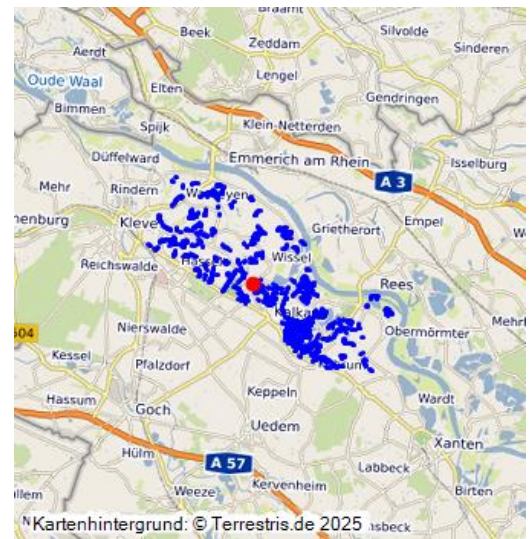 Braamt
Beek
Silvolde
Aerdt
Zeddam
Sinderen
Lengel
Oude Waal
Elten
Gendringen
Bimmen
Spijk
Klein-Netterden
Isselburg
Düffelward
Emmerich am Rhein
A 3
Mehr
Rindern
Empel
Kleve
Grietherort
Wissel
Reichswalde
Rees
Nierswalde
Obermörmter
Kessel
Pfalzdorf
Keppeln
Wardt
Hassum
Goch
Uedem
Xanten
Hülm
A 57
Labbeck
Weeze
Kervenheim
Birten
Kartenhintergrund: © Terrestris.de 2025